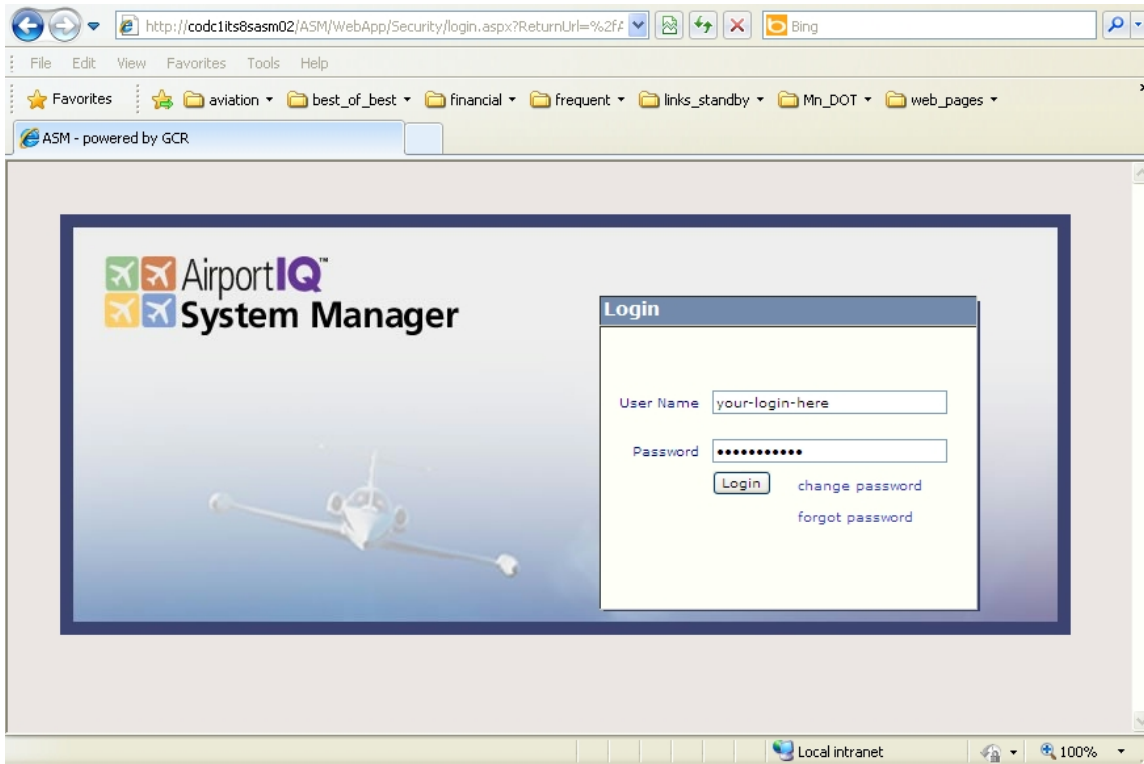 http://codc1its8sasm02/ASM/WebApp/Security/login.aspx?ReturnUrl=%2f
Bing
File Edit View Favorites Tools Help
Favorites aviation best_of_best financial frequent links_standby Mn_DOT web_pages
ASM - powered by GCR
AirportIQ™
System Manager
Login
User Name your-login-here
Password •••••••••••
Login change password
forgot password
Local intranet 100%